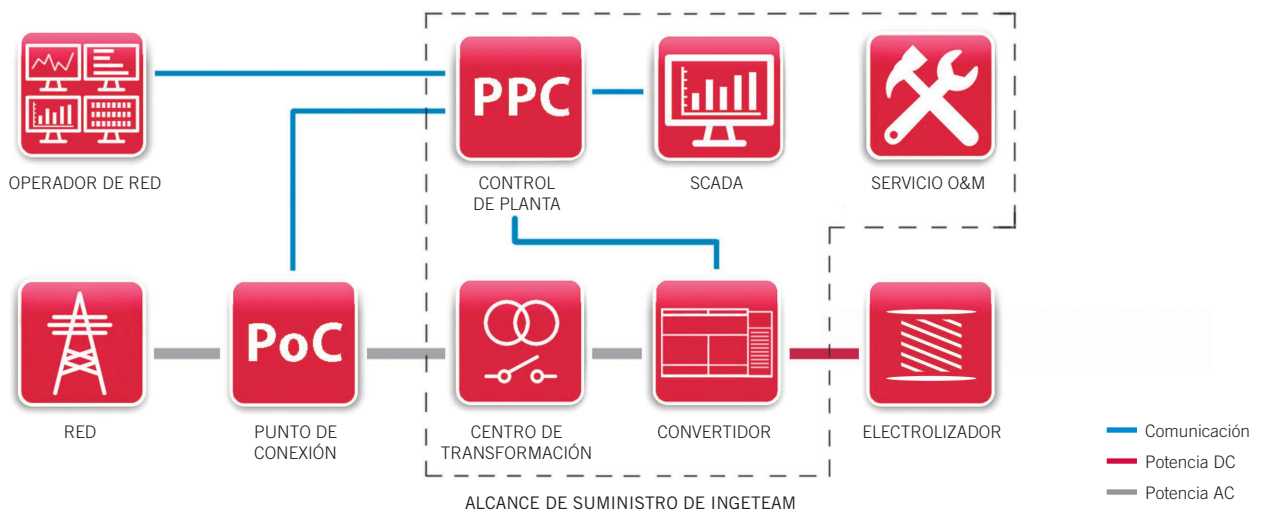 PPC
OPERADOR DE RED
CONTROL
DE PLANTA
SCADA
SERVICIO O&M
PoC
RED
PUNTO DE
CONEXIÓN
CENTRO DE
TRANSFORMACIÓN
CONVERTIDOR
ELECTROLIZADOR
Comunicación
Potencia DC
Potencia AC
ALCANCE DE SUMINISTRO DE INGETEAM